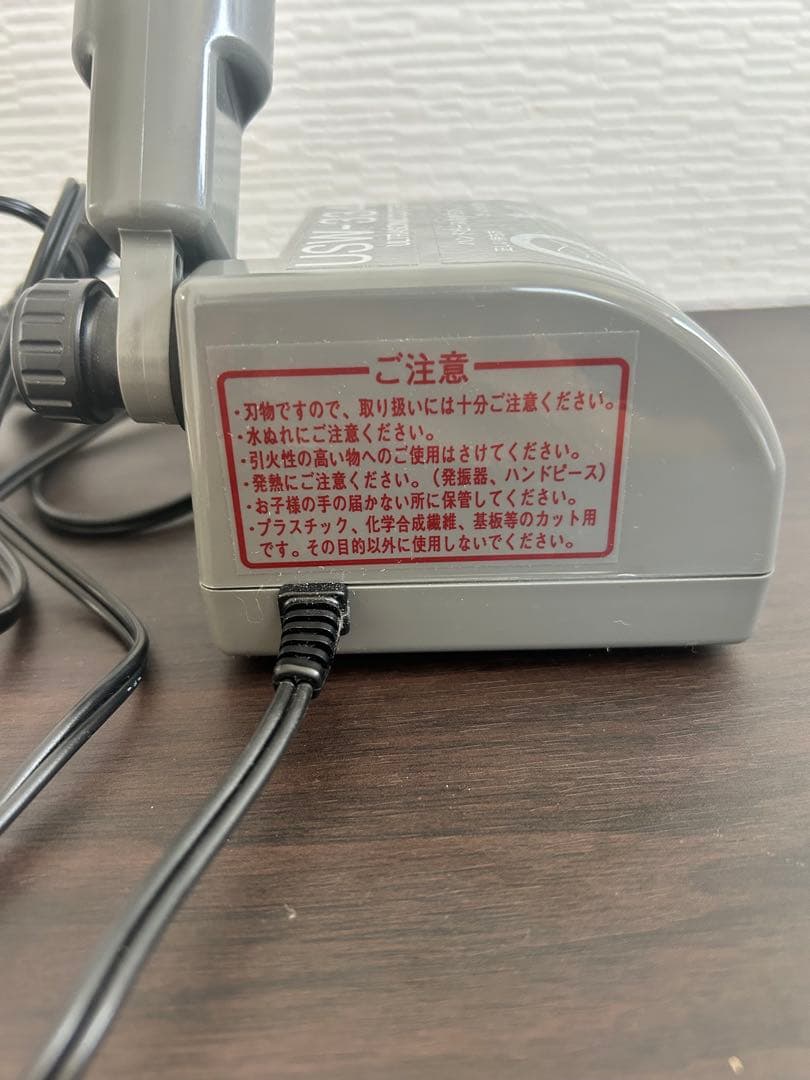 USW-33
ご注意
・刃物ですので、取り扱いには十分ご注意ください。
・水ぬれにご注意ください。
・引火性の高い物へのご使用はさけてください。
・発熱にご注意ください。(発振器、ハンドピース)
・お子様の手の届かない所に保管してください。
・プラスチック、化学合成繊維、基板等のカット用
です。その目的以外に使用しないでください。